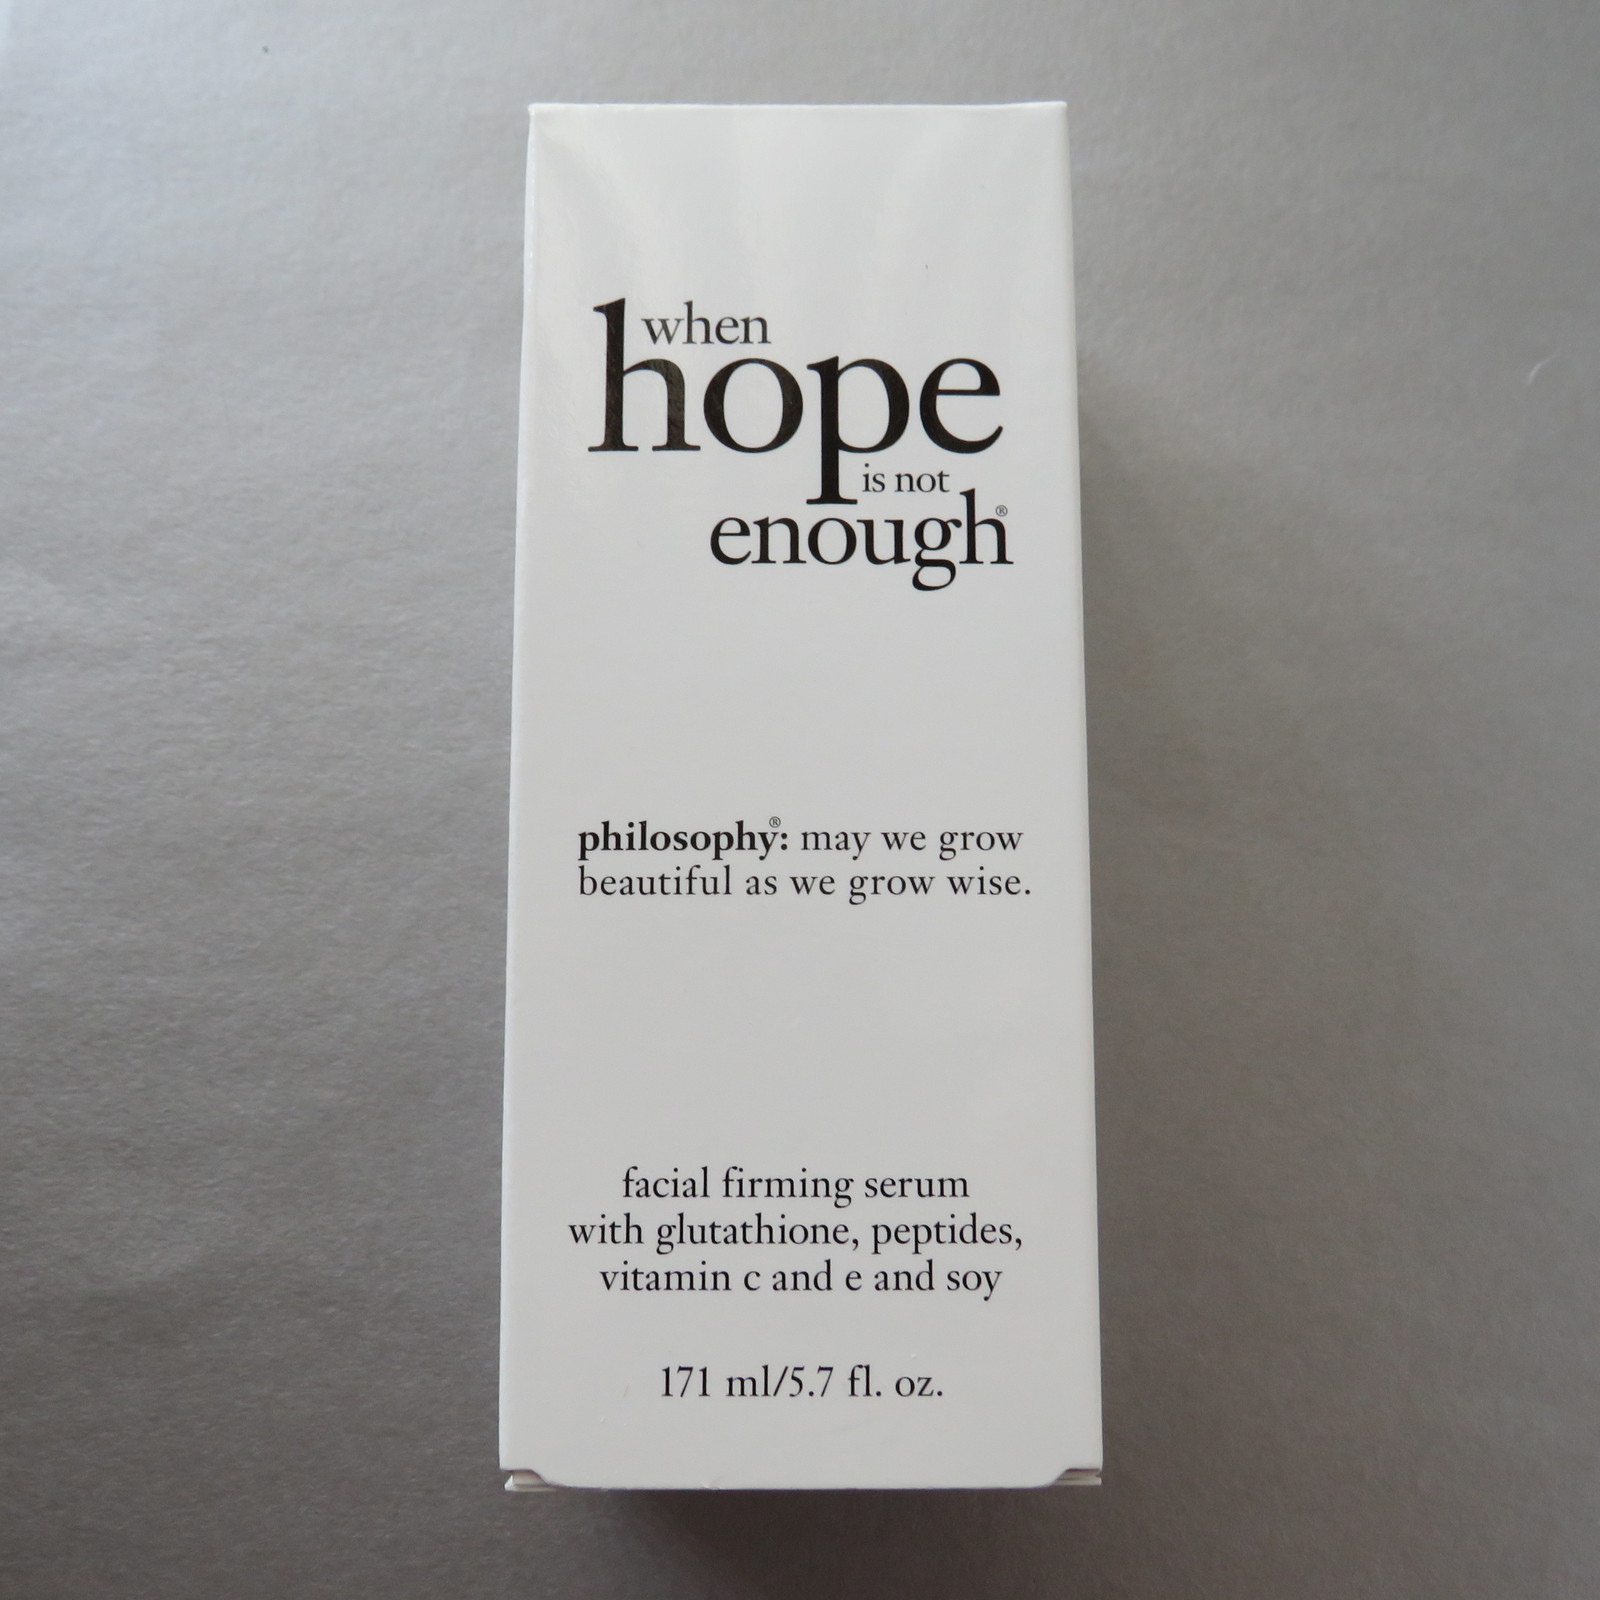 when
hope
is not
enough®
philosophy®: may we grow
beautiful as we grow wise.
facial firming serum
with glutathione, peptides,
vitamin c and e and soy
171 ml/5.7 fl. oz.